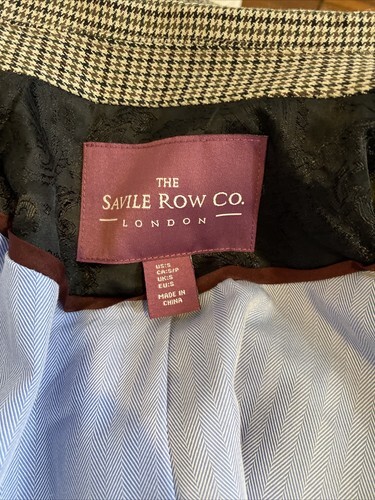 THE
SAVILE ROW CO.
LONDON
US:S
CA:S/P
UK:S
EU:S
MADE IN
CHINA